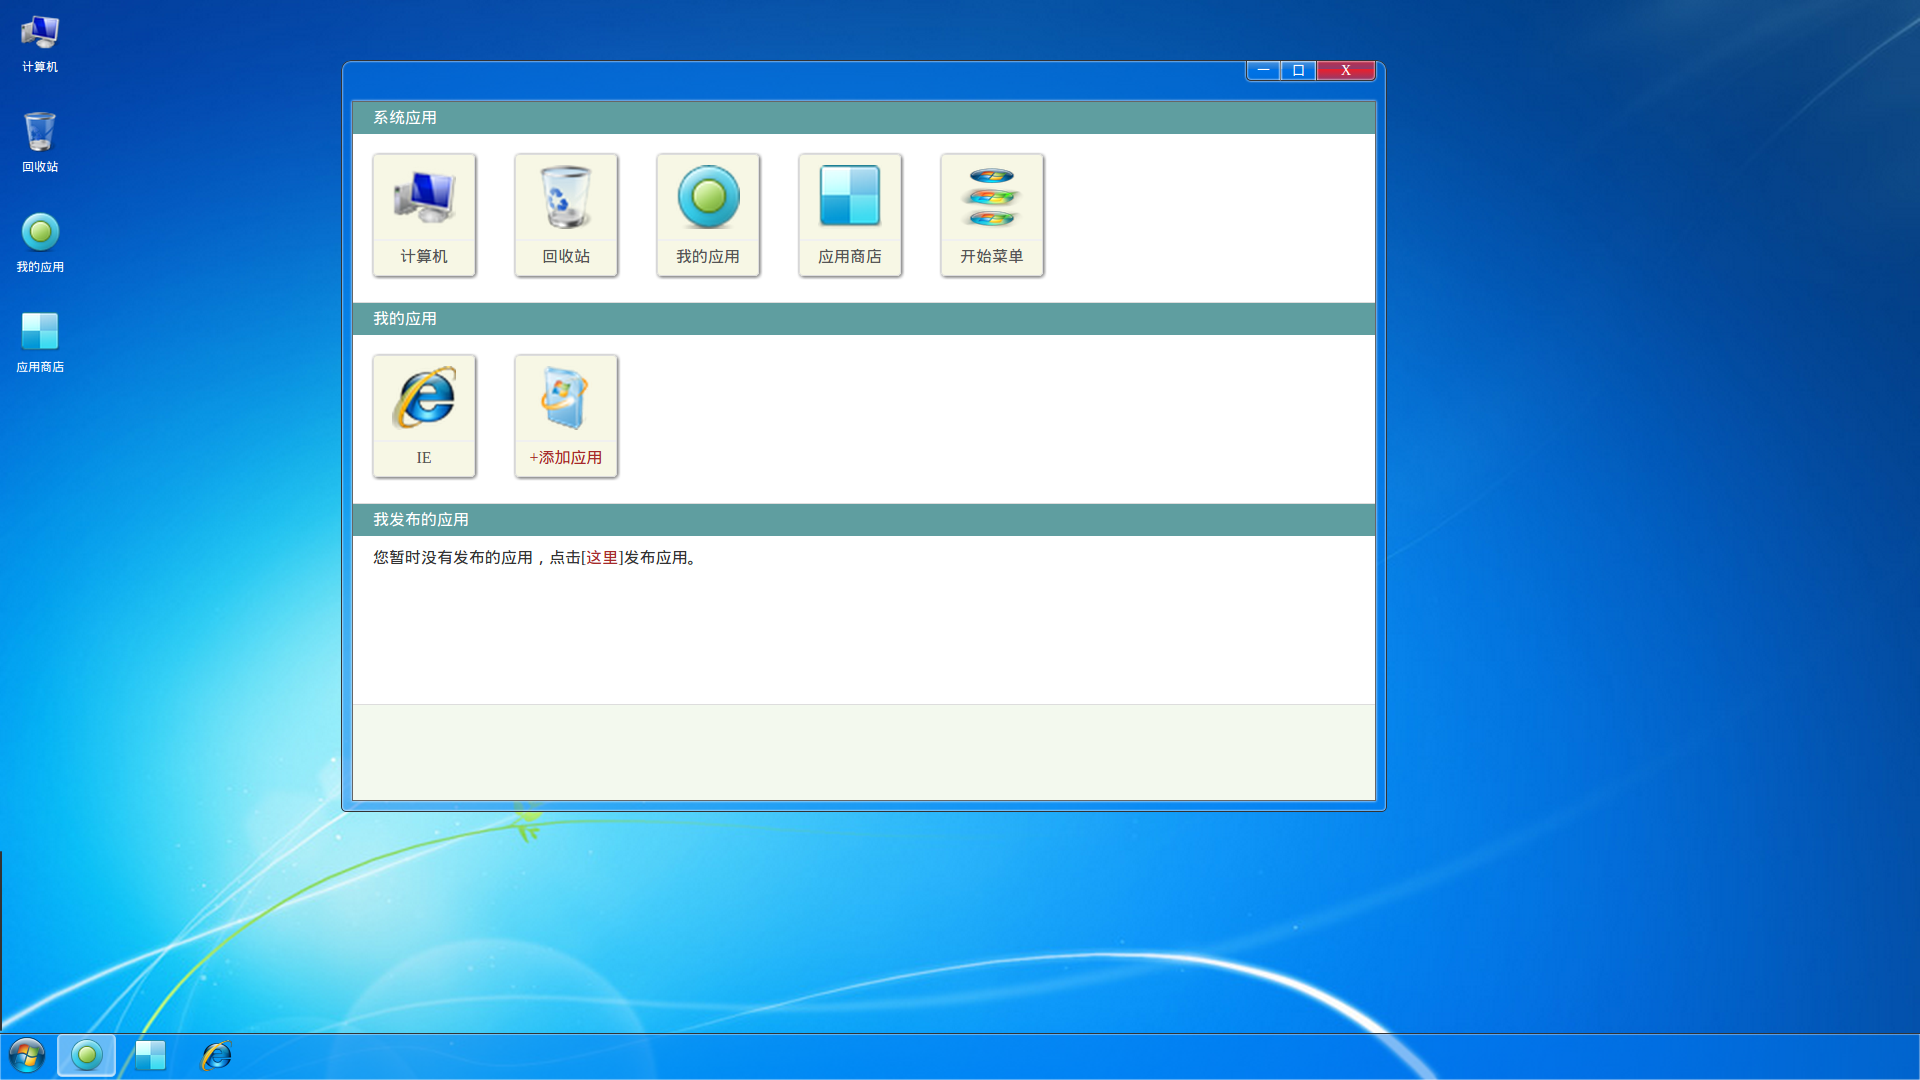 计算机
回收站
我的应用
应用商店
一 口 X
系统应用
计算机 回收站 我的应用 应用商店 开始菜单
我的应用
IE +添加应用
我发布的应用
您暂时没有发布的应用，点击[这里]发布应用。